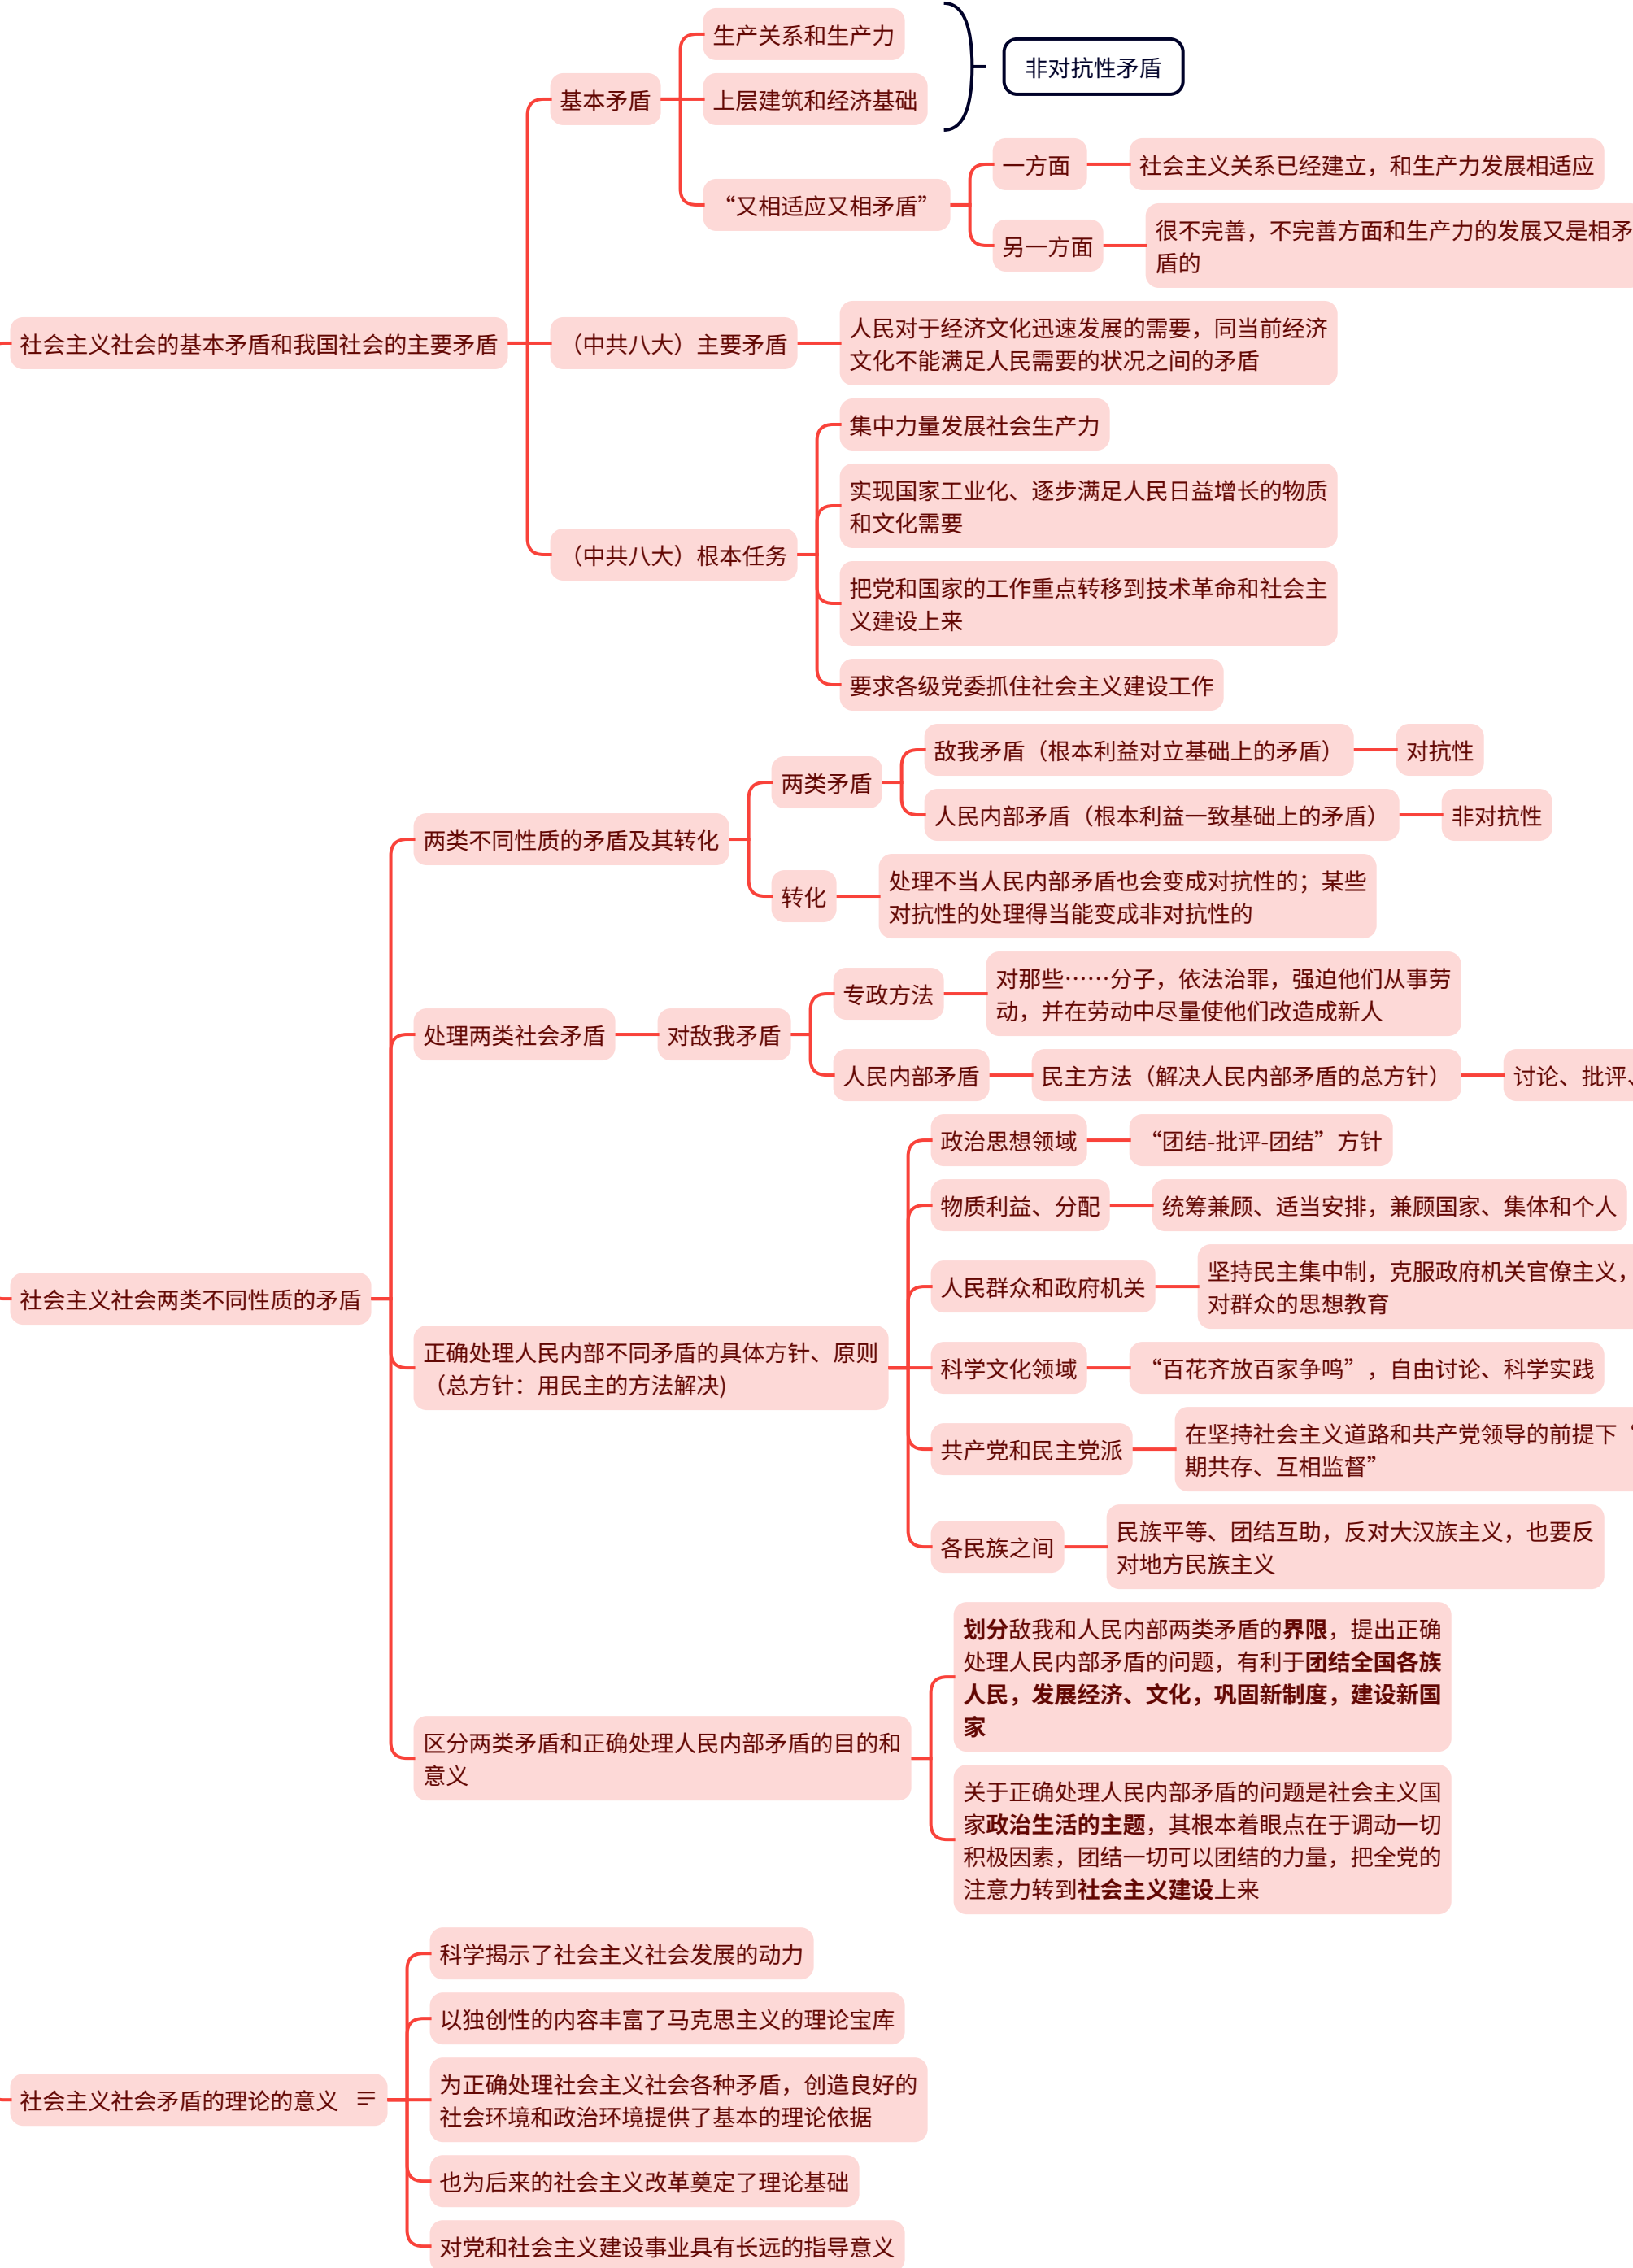 生产关系和生产力
非对抗性矛盾
基本矛盾
上层建筑和经济基础
一方面
社会主义关系已经建立，和生产力发展相适应
“又相适应又相矛盾”
另一方面
很不完善，不完善方面和生产力的发展又是相矛
盾的
社会主义社会的基本矛盾和我国社会的主要矛盾
（中共八大）主要矛盾
人民对于经济文化迅速发展的需要，同当前经济
文化不能满足人民需要的状况之间的矛盾
集中力量发展社会生产力
实现国家工业化、逐步满足人民日益增长的物质
和文化需要
（中共八大）根本任务
把党和国家的工作重点转移到技术革命和社会主
义建设上来
要求各级党委抓住社会主义建设工作
敌我矛盾（根本利益对立基础上的矛盾）
对抗性
两类矛盾
人民内部矛盾（根本利益一致基础上的矛盾）
非对抗性
两类不同性质的矛盾及其转化
转化
处理不当人民内部矛盾也会变成对抗性的；某些
对抗性的处理得当能变成非对抗性的
专政方法
对那些……分子，依法治罪，强迫他们从事劳
动，并在劳动中尽量使他们改造成新人
处理两类社会矛盾
对敌我矛盾
人民内部矛盾
民主方法（解决人民内部矛盾的总方针）
讨论、批评、
政治思想领域
“团结-批评-团结”方针
物质利益、分配
统筹兼顾、适当安排，兼顾国家、集体和个人
社会主义社会两类不同性质的矛盾
人民群众和政府机关
坚持民主集中制，克服政府机关官僚主义，
对群众的思想教育
正确处理人民内部不同矛盾的具体方针、原则
（总方针：用民主的方法解决)
科学文化领域
“百花齐放百家争鸣”，自由讨论、科学实践
共产党和民主党派
在坚持社会主义道路和共产党领导的前提下“
期共存、互相监督”
各民族之间
民族平等、团结互助，反对大汉族主义，也要反
对地方民族主义
划分敌我和人民内部两类矛盾的界限，提出正确
处理人民内部矛盾的问题，有利于团结全国各族
人民，发展经济、文化，巩固新制度，建设新国
家
区分两类矛盾和正确处理人民内部矛盾的目的和
意义
关于正确处理人民内部矛盾的问题是社会主义国
家政治生活的主题，其根本着眼点在于调动一切
积极因素，团结一切可以团结的力量，把全党的
注意力转到社会主义建设上来
科学揭示了社会主义社会发展的动力
以独创性的内容丰富了马克思主义的理论宝库
社会主义社会矛盾的理论的意义
为正确处理社会主义社会各种矛盾，创造良好的
社会环境和政治环境提供了基本的理论依据
也为后来的社会主义改革奠定了理论基础
对党和社会主义建设事业具有长远的指导意义